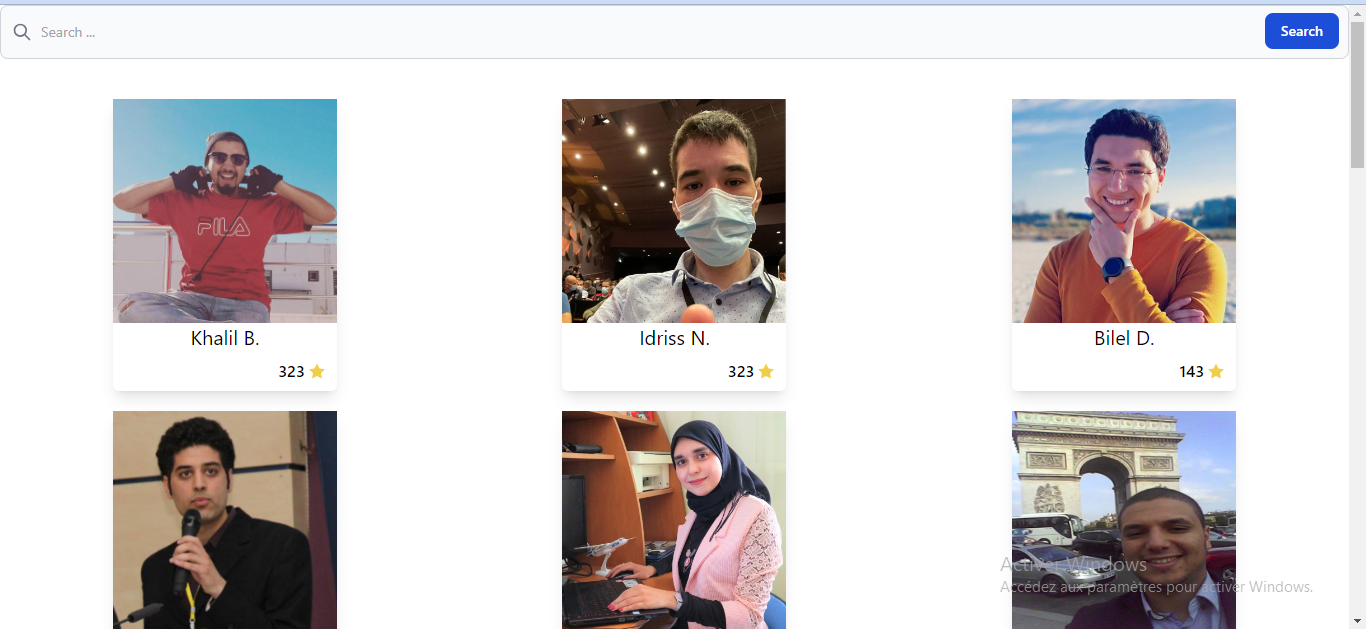 Search ...
Search
FILA
Khalil B.
Idriss N.
Bilel D.
323
323
143
Activer Windows
Accédez aux paramètres pour activer Windows.